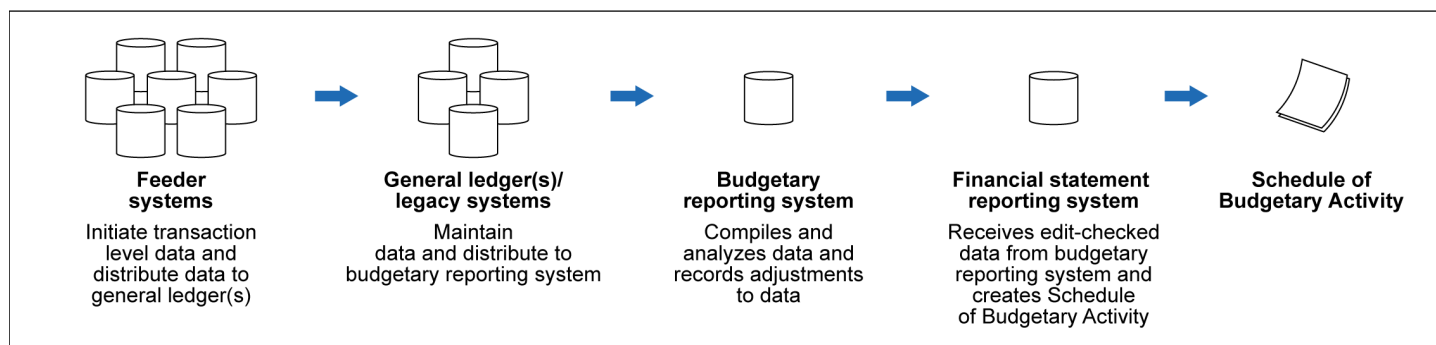 Feeder
systems
Initiate transaction
level data and
distribute data to
general ledger(s)
General ledger(s)/
legacy systems
Maintain
data and distribute to
budgetary reporting system
Budgetary
reporting system
Compiles and
analyzes data and
records adjustments
to data
Financial statement
reporting system
Receives edit-checked
data from budgetary
reporting system and
creates Schedule
of Budgetary Activity
Schedule of
Budgetary Activity